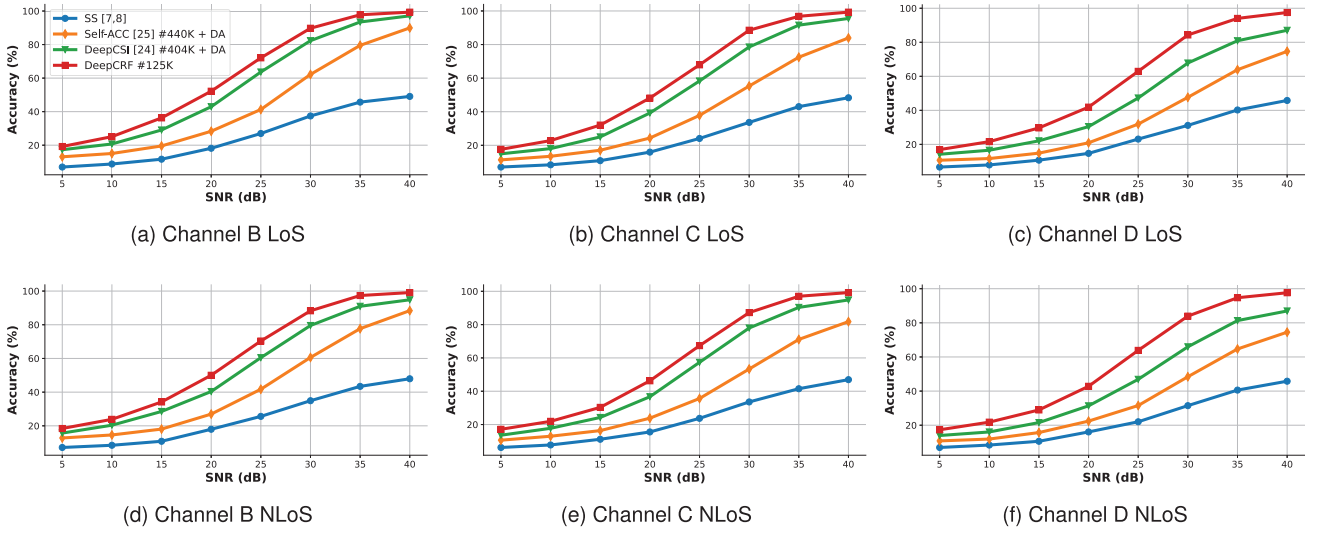 SS [7,8]
Self-ACC [25] #440K + DA
DeepCSI [24] #404K + DA
DeepCRF #125K
Accuracy (%)
100
80
60
40
20
5 10 15 20 25 30 35 40
SNR (dB)
(a) Channel B LoS
Accuracy (%)
100
80
60
40
20
5 10 15 20 25 30 35 40
SNR (dB)
(b) Channel C LoS
Accuracy (%)
100
80
60
40
20
5 10 15 20 25 30 35 40
SNR (dB)
(c) Channel D LoS
Accuracy (%)
100
80
60
40
20
5 10 15 20 25 30 35 40
SNR (dB)
(d) Channel B NLoS
Accuracy (%)
100
80
60
40
20
5 10 15 20 25 30 35 40
SNR (dB)
(e) Channel C NLoS
Accuracy (%)
100
80
60
40
20
5 10 15 20 25 30 35 40
SNR (dB)
(f) Channel D NLoS